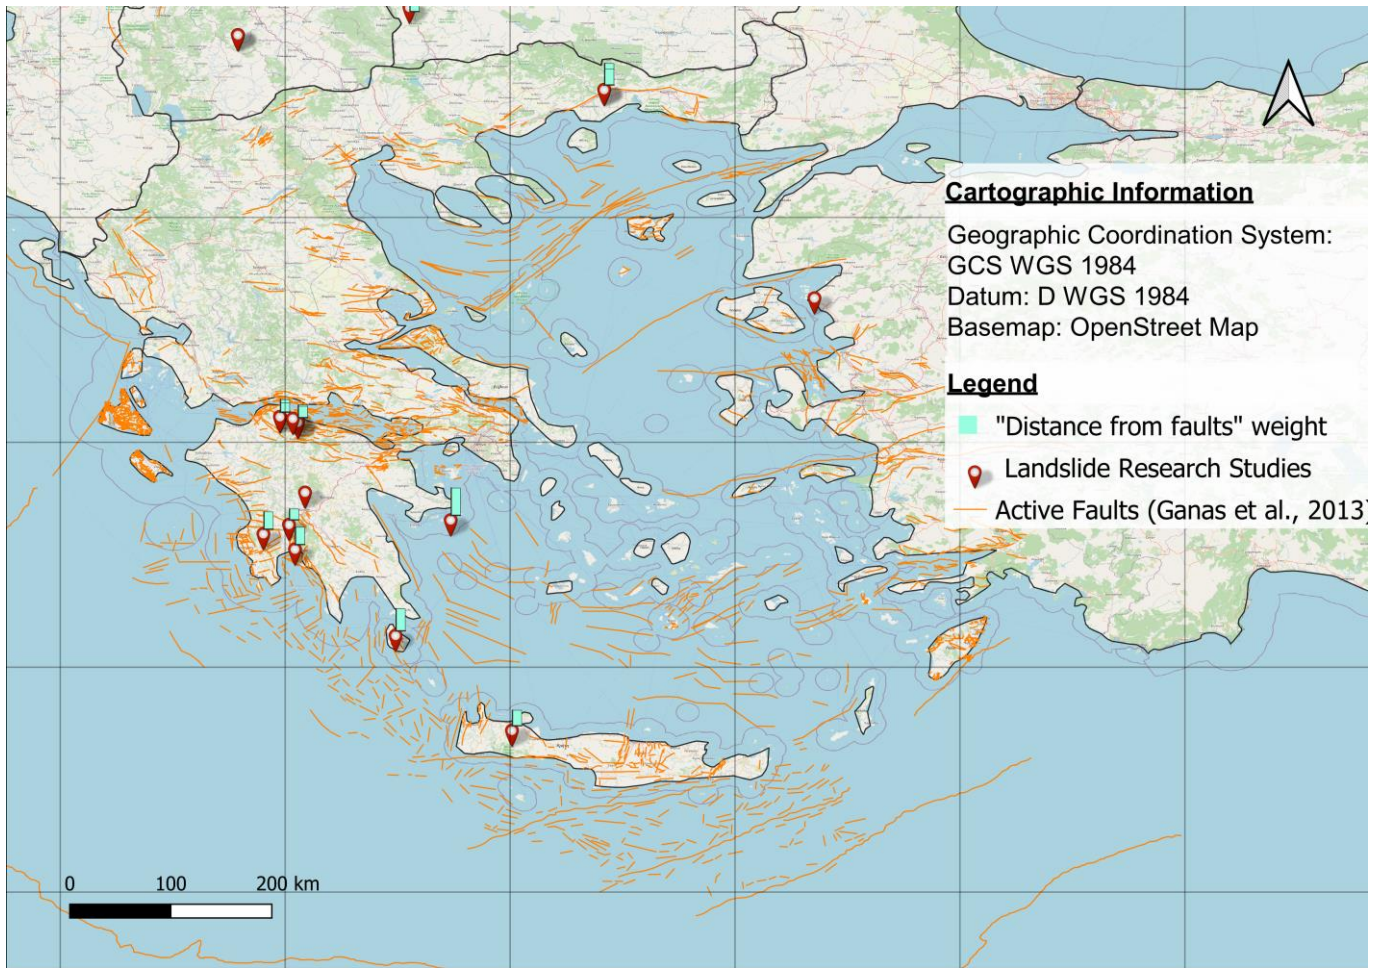 Cartographic Information
Geographic Coordination System:
GCS WGS 1984
Datum: D WGS 1984
Basemap: OpenStreet Map
Legend
"Distance from faults" weight
Landslide Research Studies
Active Faults (Ganas et al., 2013)
0 100 200 km